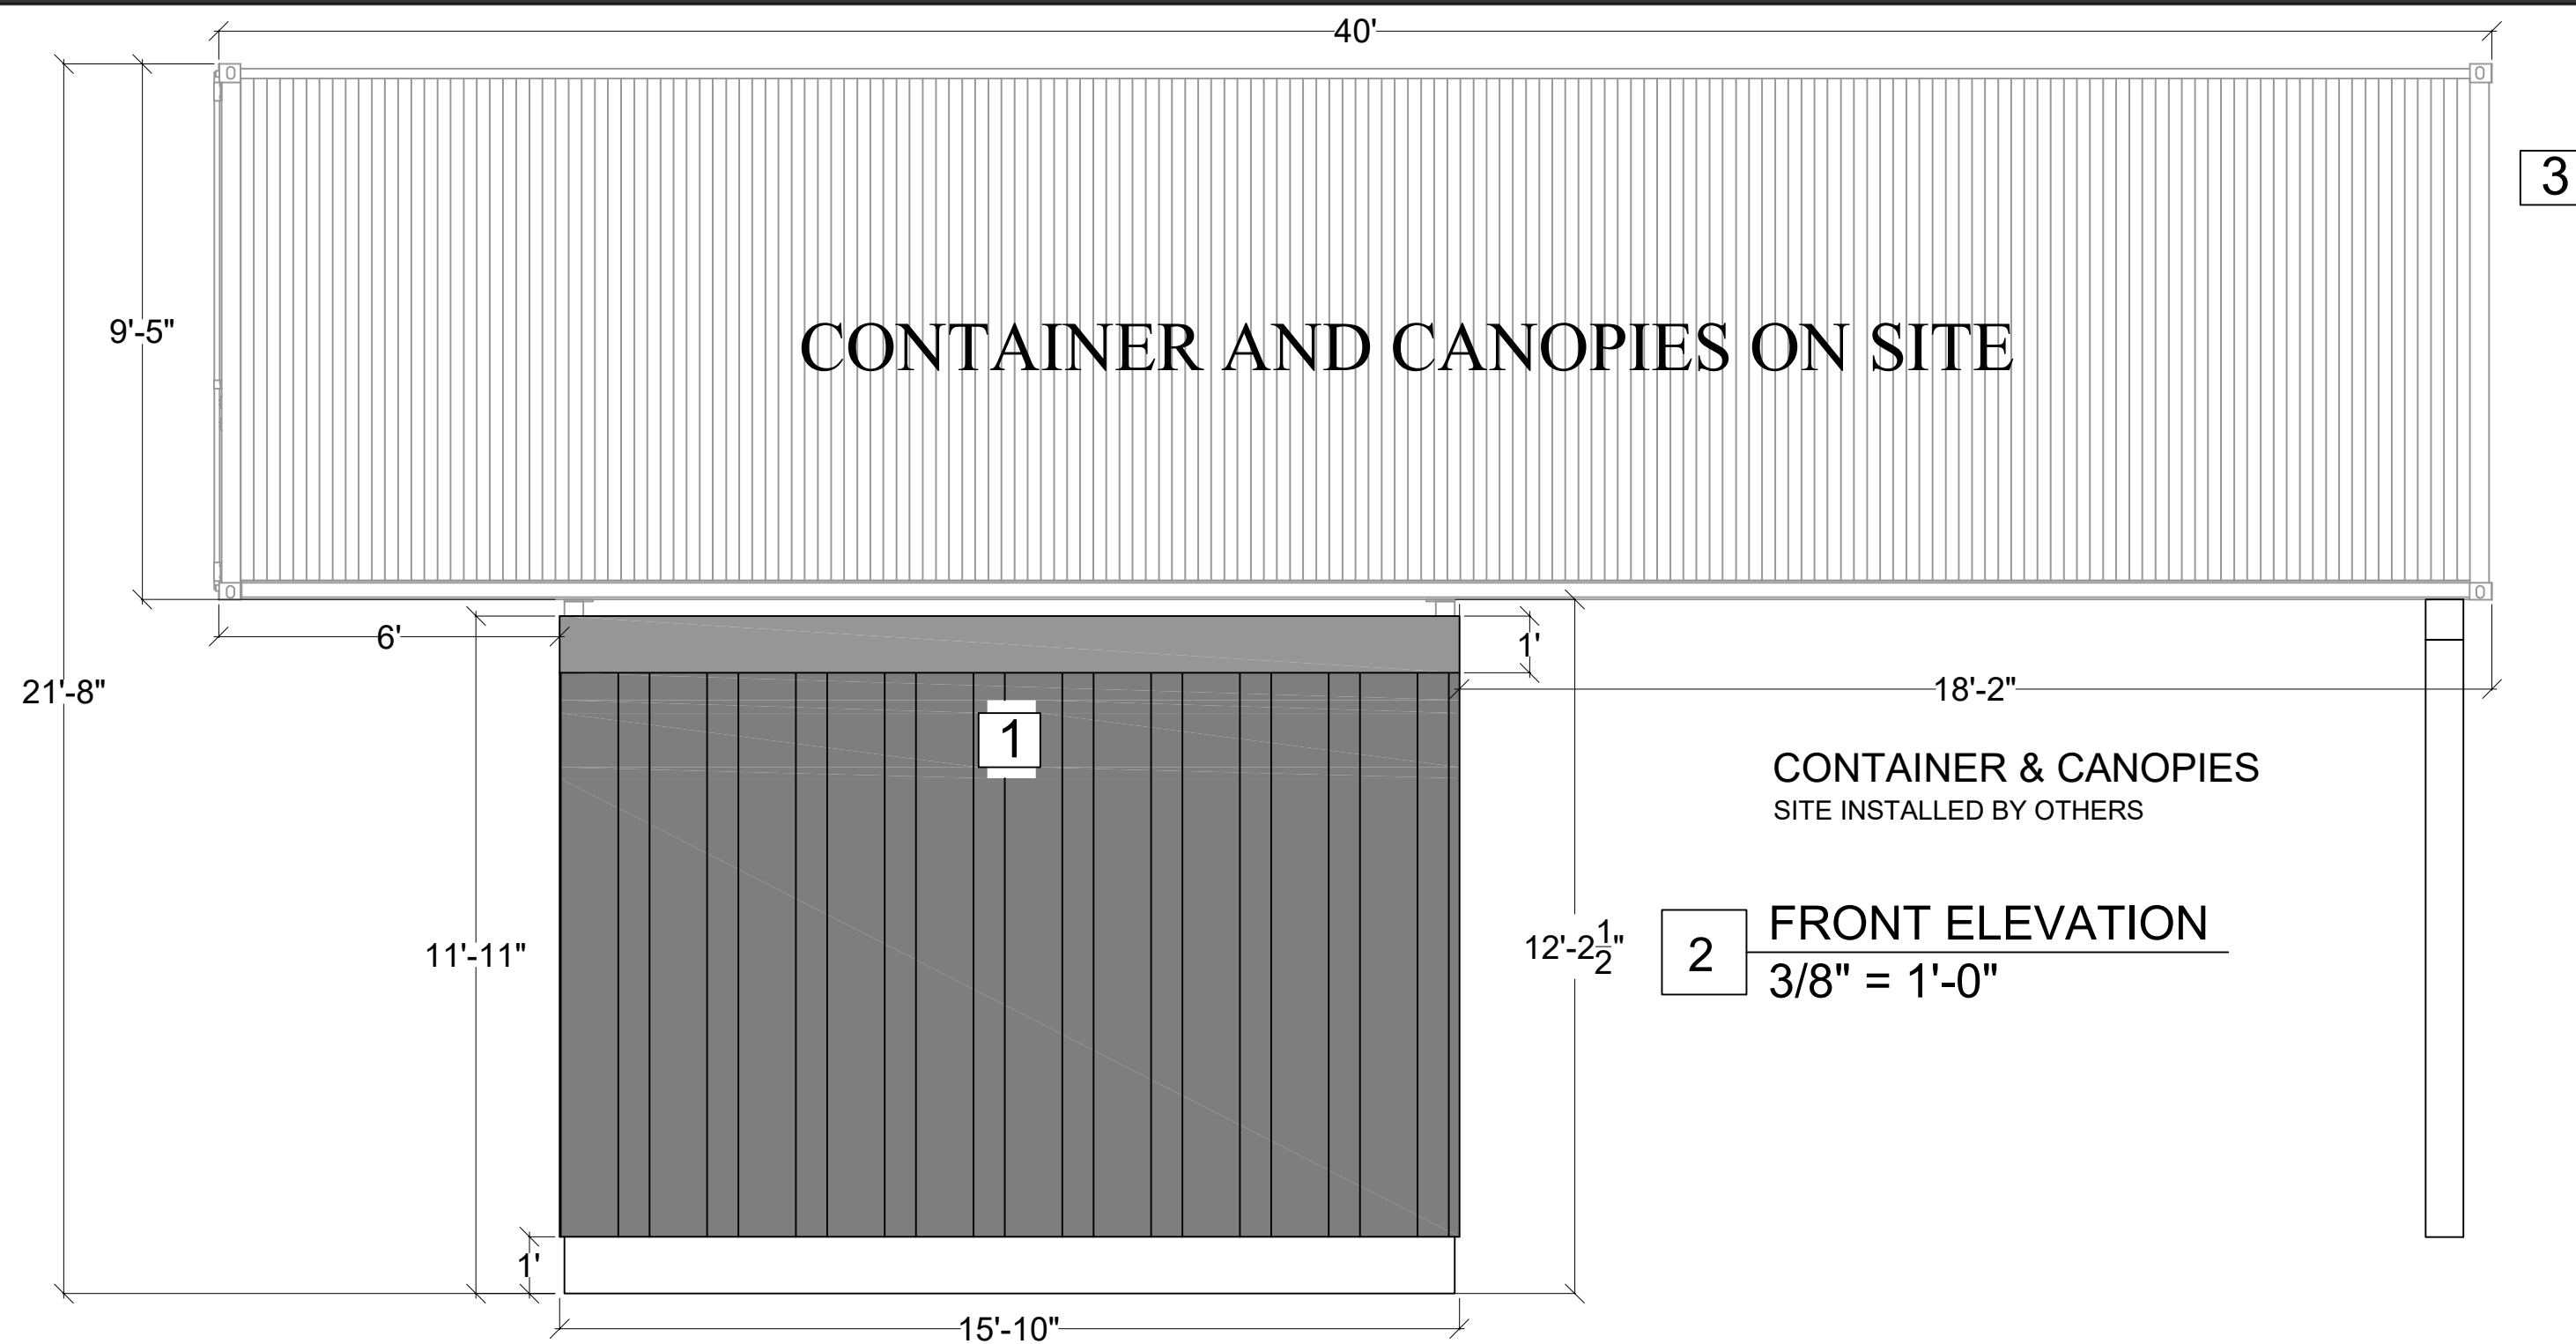 40'
3
9'-5"
CONTAINER AND CANOPIES ON SITE
6'
1'
21'-8"
18'-2"
1
CONTAINER & CANOPIES
SITE INSTALLED BY OTHERS
11'-11"
12'-2½"
2
FRONT ELEVATION
3/8" = 1'-0"
1'
15'-10"